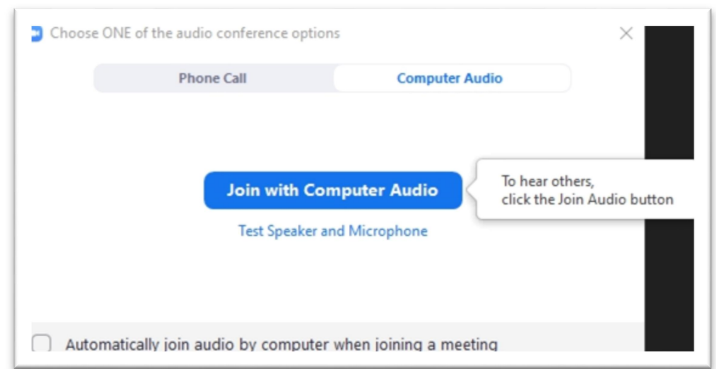 Choose ONE of the audio conference options
Phone Call
Computer Audio
Join with Computer Audio
To hear others,
click the Join Audio button
Test Speaker and Microphone
Automatically join audio by computer when joining a meeting